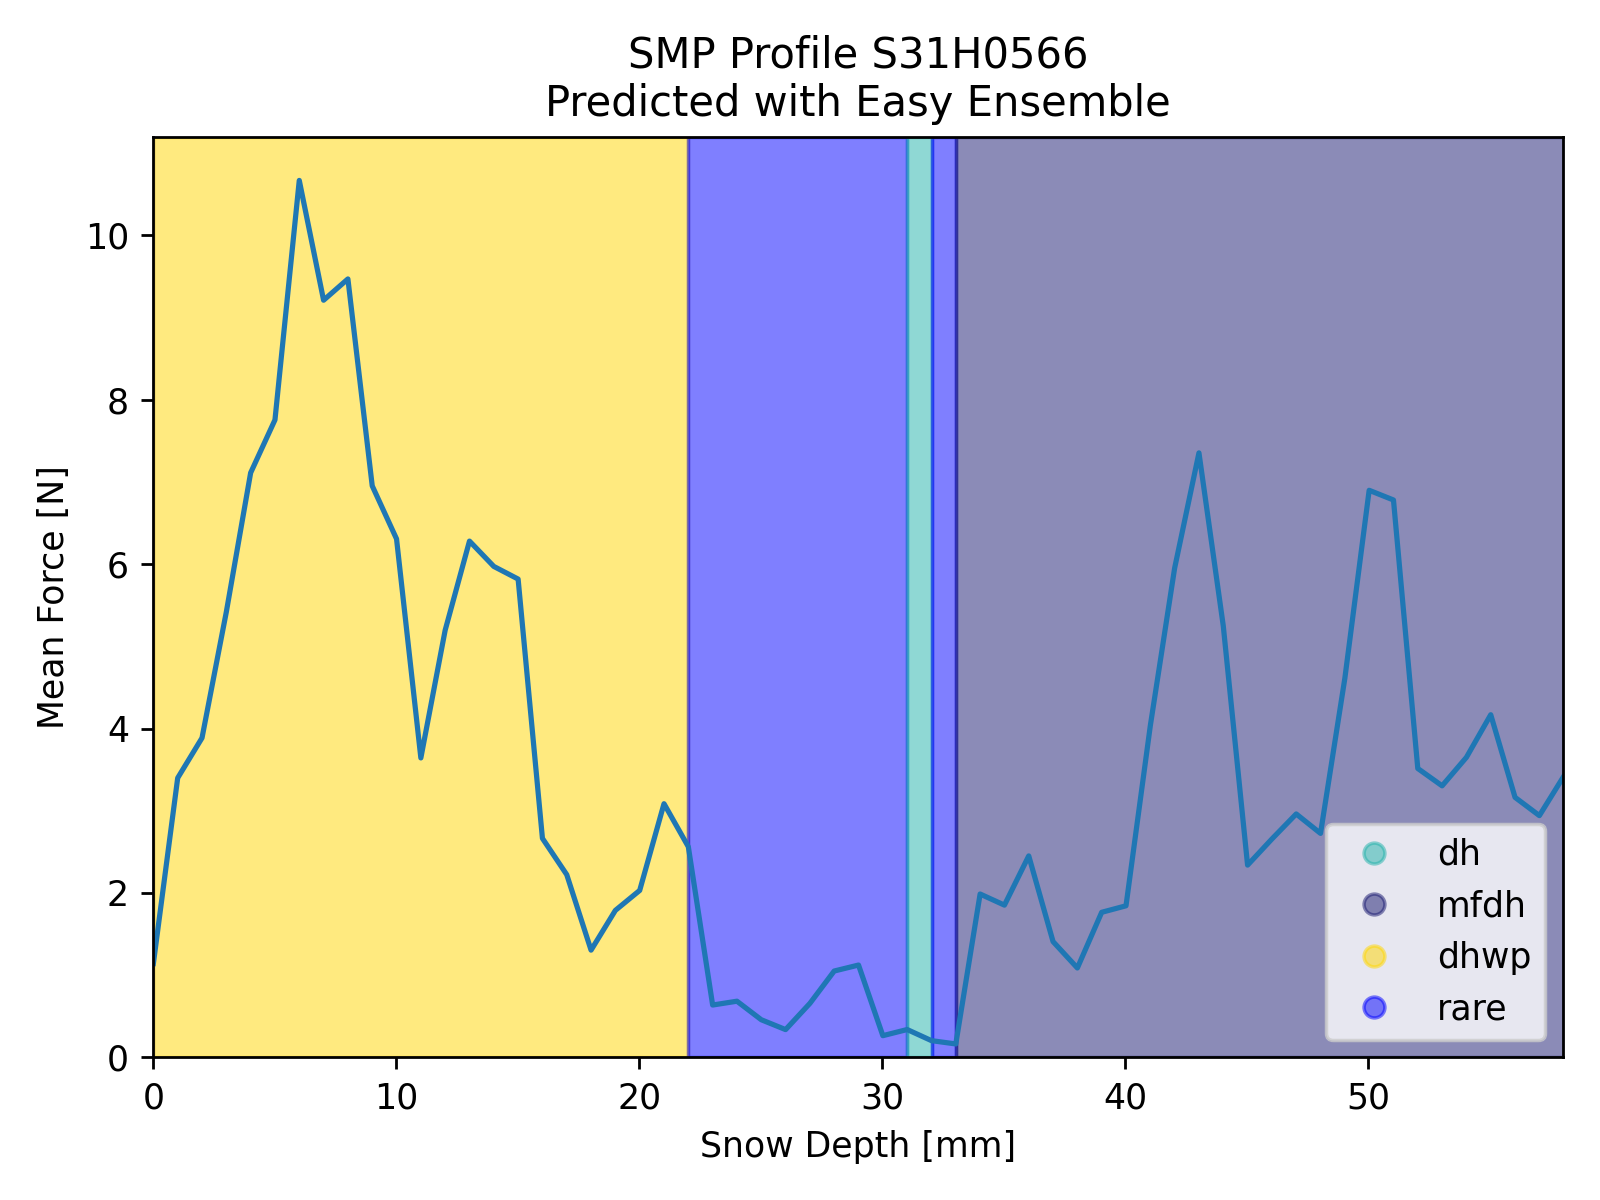 SMP Profile S31H0566
Predicted with Easy Ensemble
Mean Force [N]
10
8
6
4
2
0
0 10 20 30 40 50
Snow Depth [mm]
dh
mfdh
dhwp
rare